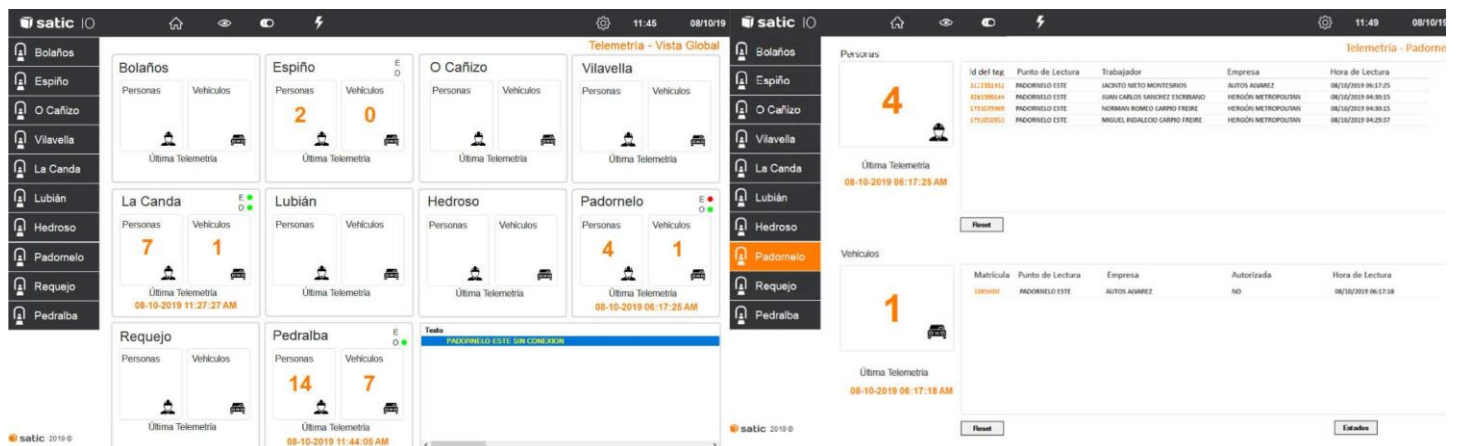 satic IO
11:45 08/10/19
Bolaños
Espiño
O Cañizo
Vilavella
La Canda
Lubián
Hedroso
Padornelo
Requejo
Pedralba
satic 2019©
Telemetría - Vista Global
Bolaños
Personas Vehículos
Última Telemetría
Espiño E
O
Personas Vehículos
2 0
Última Telemetría
O Cañizo
Personas Vehículos
Última Telemetría
Vilavella
Personas Vehículos
Última Telemetría
La Canda E
O
Personas Vehículos
7 1
Última Telemetría
08-10-2019 11:27:27 AM
Lubián
Personas Vehículos
Última Telemetría
Hedroso
Personas Vehículos
Última Telemetría
Padornelo E
O
Personas Vehículos
4 1
Última Telemetría
08-10-2019 06:17:25 AM
Requejo
Personas Vehículos
Última Telemetría
Pedralba E
O
Personas Vehículos
14 7
Última Telemetría
08-10-2019 11:44:05 AM
Texto
PADORNELO ESTE SIN CONEXION
satic IO
11:49 08/10/19
Bolaños
Espiño
O Cañizo
Vilavella
La Canda
Lubián
Hedroso
Padornelo
Requejo
Pedralba
satic 2019©
Telemetría - Padorne
Personas
4
Última Telemetría
08-10-2019 06:17:25 AM
Id del tag Punto de Lectura Trabajador Empresa Hora de Lectura
PADORNELO ESTE JACINTO NIETO MONTESINOS AUTOS ALVAREZ 08/10/2019 06:17:25
PADORNELO ESTE JUAN CARLOS SANCHEZ ESCRIBANO HERGÓN METROPOLITAN 08/10/2019 04:30:15
PADORNELO ESTE NORMAN ROMEO CARPIO FREIRE HERGÓN METROPOLITAN 08/10/2019 04:30:15
PADORNELO ESTE MIGUEL INDALECIO CARPIO FREIRE HERGÓN METROPOLITAN 08/10/2019 04:29:37
Reset
Vehículos
1
Última Telemetría
08-10-2019 06:17:18 AM
Matrícula Punto de Lectura Empresa Autorizada Hora de Lectura
PADORNELO ESTE AUTOS ALVAREZ NO 08/10/2019 06:17:18
Reset
Estados